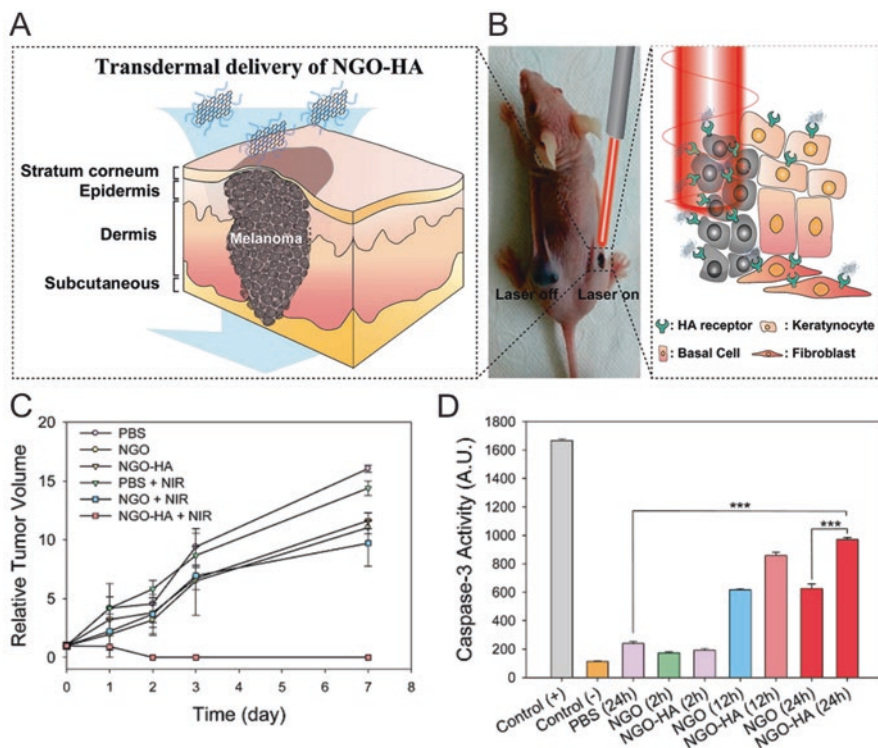 A
Transdermal delivery of NGO-HA
Stratum corneum
Epidermis
Dermis
Subcutaneous
Melanoma
B
Laser off
Laser on
: HA receptor
: Keratynocyte
: Basal Cell
: Fibroblast
C
Relative Tumor Volume
20
15
10
5
0
PBS
NGO
NGO-HA
PBS + NIR
NGO + NIR
NGO-HA + NIR
0 1 2 3 4 5 6 7 8
Time (day)
D
Caspase-3 Activity (A.U.)
1800
1600
1400
1200
1000
800
600
400
200
0
***
***
Control (+)
Control (-)
PBS (24h)
NGO (2h)
NGO-HA (2h)
NGO (12h)
NGO-HA (12h)
NGO (24h)
NGO-HA (24h)